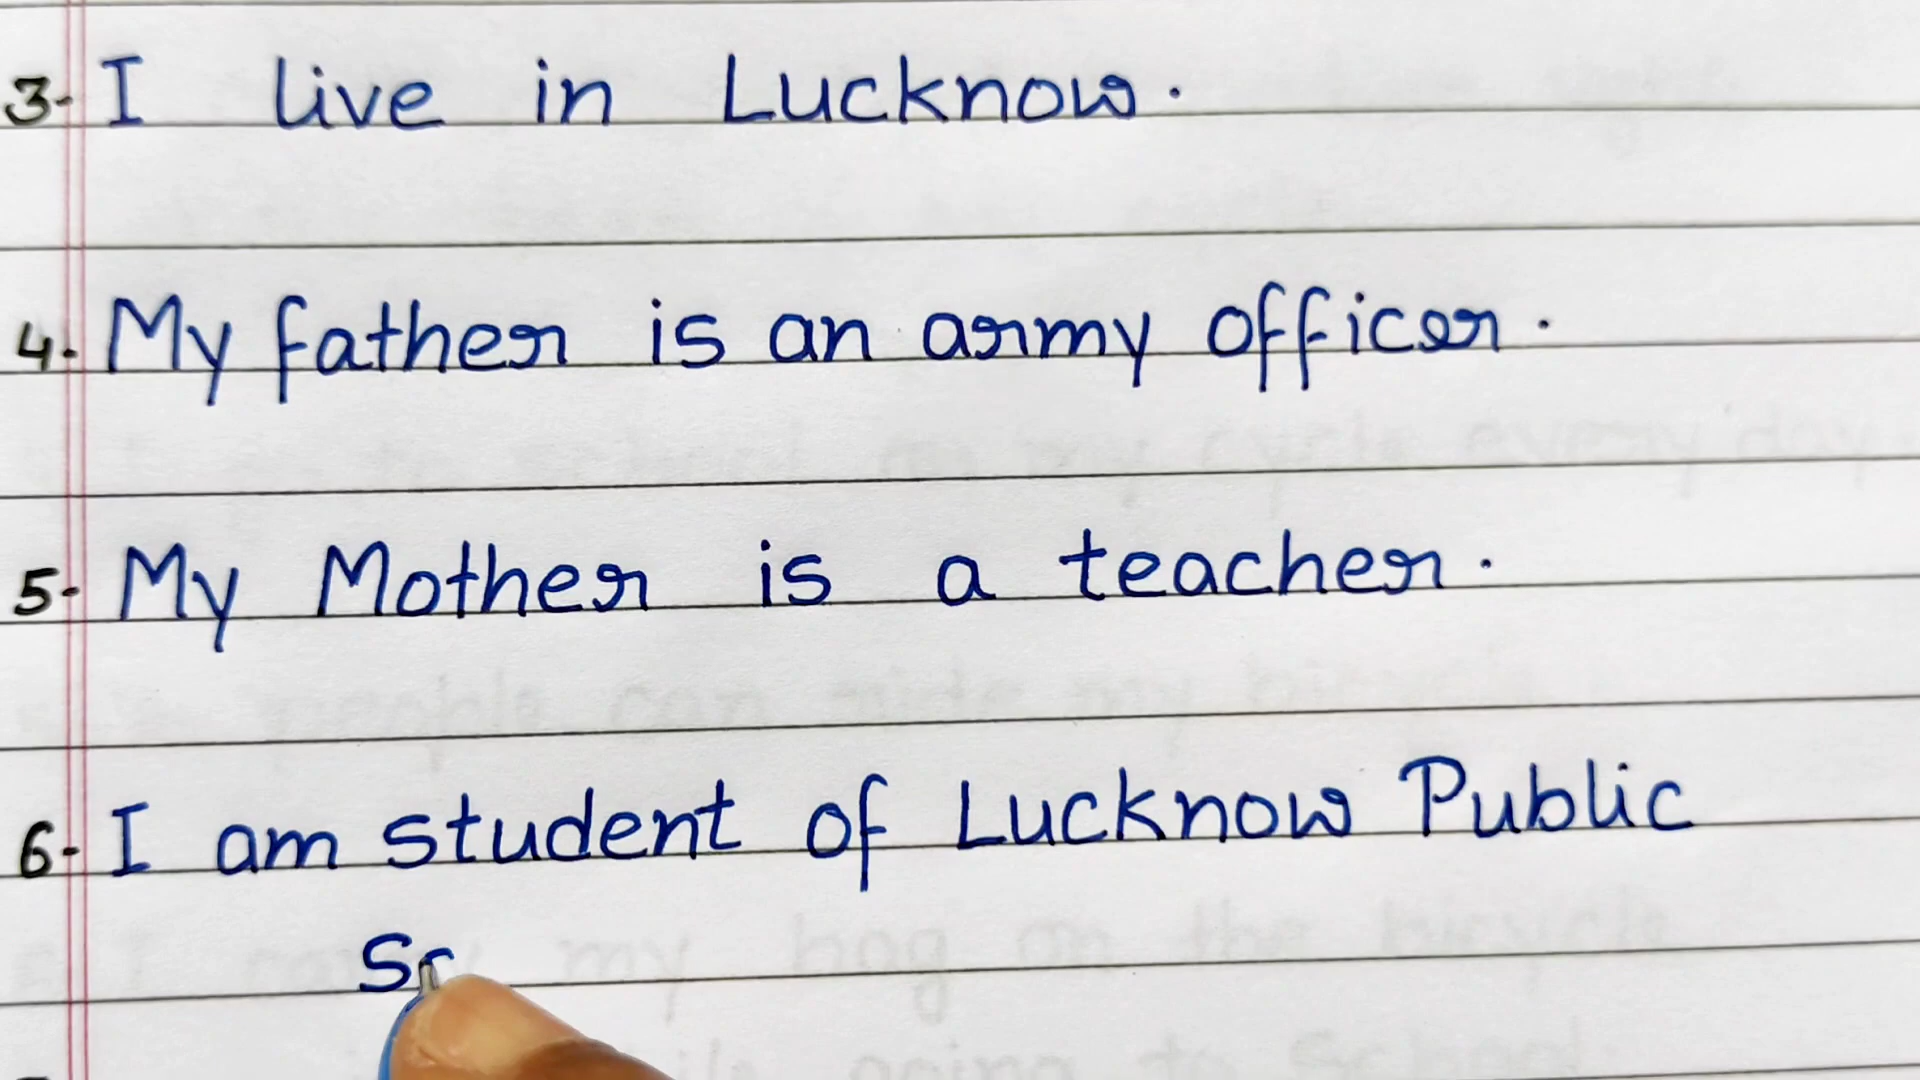 3- I live in Lucknow.
4. My father is an army officer.
5- My Mother is a teacher.
6- I am student of Lucknow Public